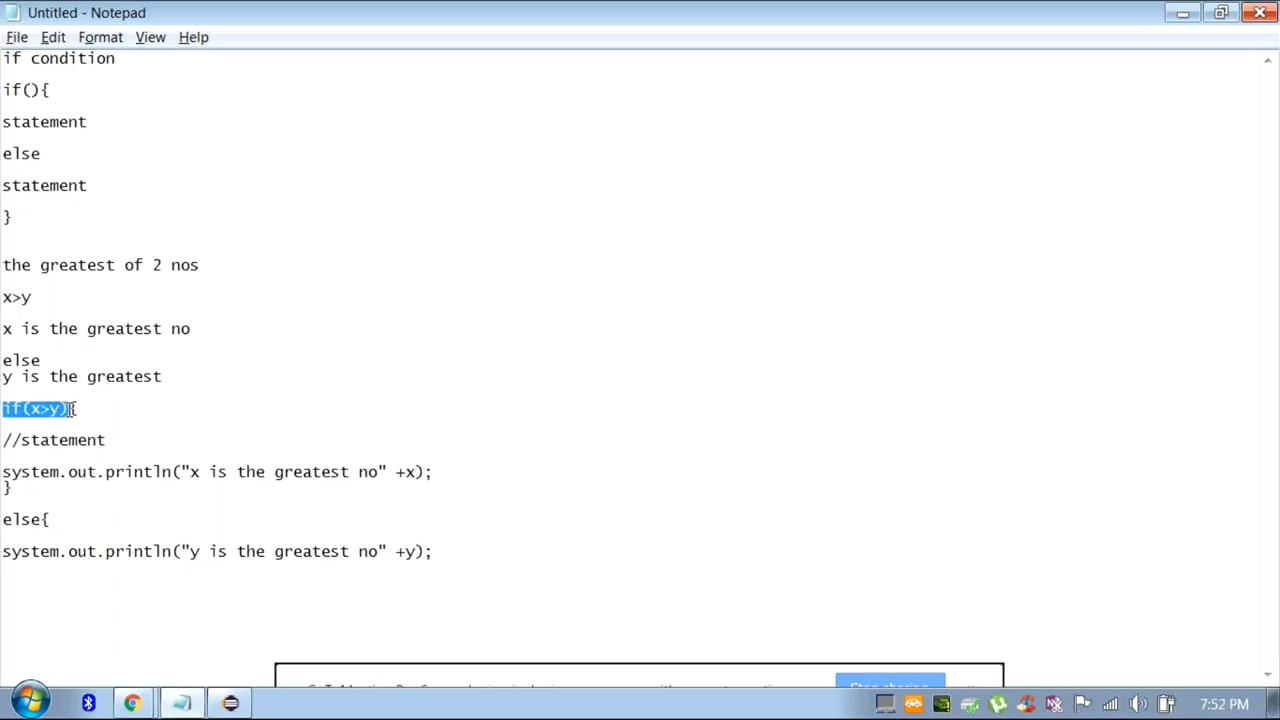 Untitled - Notepad
File Edit Format View Help
if condition
if(){
statement
else
statement
}
the greatest of 2 nos
x>y
x is the greatest no
else
y is the greatest
if(x>y){
//statement
system.out.println("x is the greatest no" +x);
}
else{
system.out.println("y is the greatest no" +y);
Stop sharing
7:52 PM